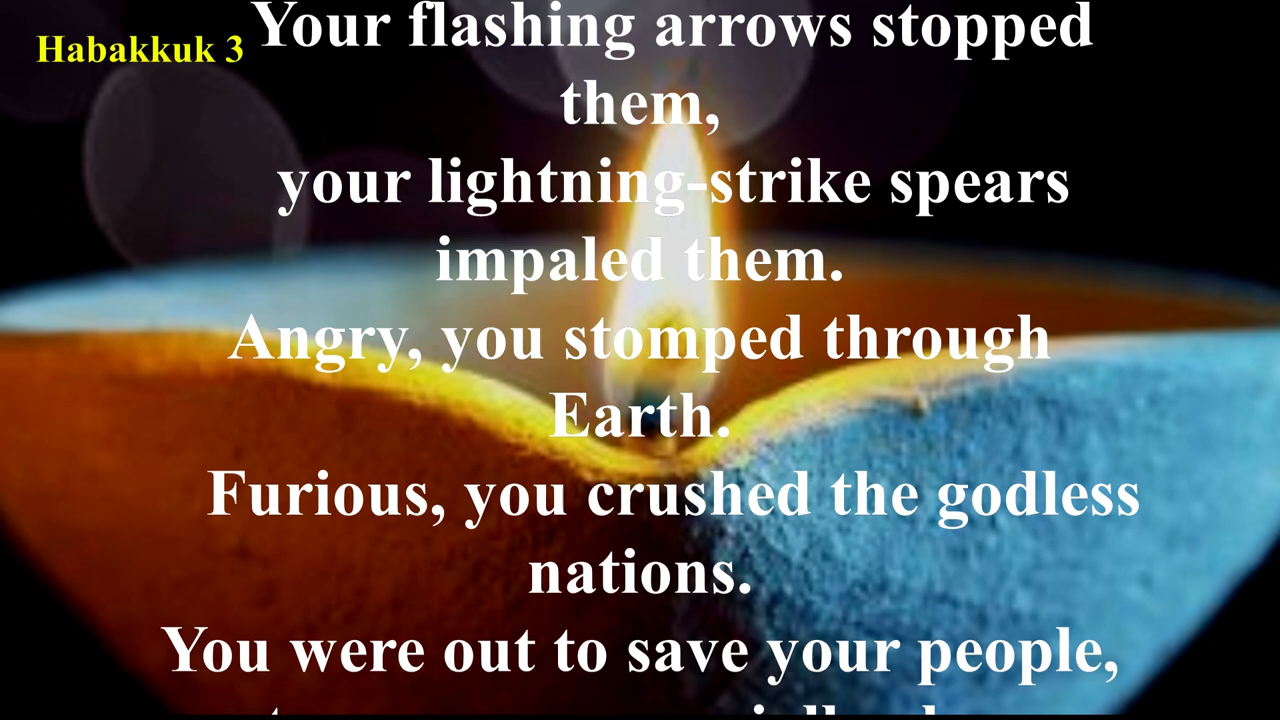 Habakkuk 3
Your flashing arrows stopped
them,
your lightning-strike spears
impaled them.
Angry, you stomped through
Earth.
Furious, you crushed the godless
nations.
You were out to save your people,